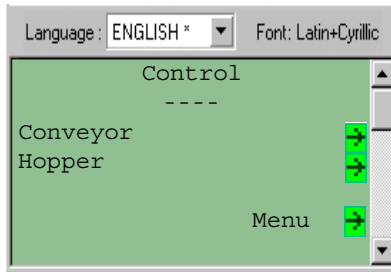 Language : ENGLISH * Font: Latin+Cyrillic
Control
----
Conveyor
Hopper
Menu